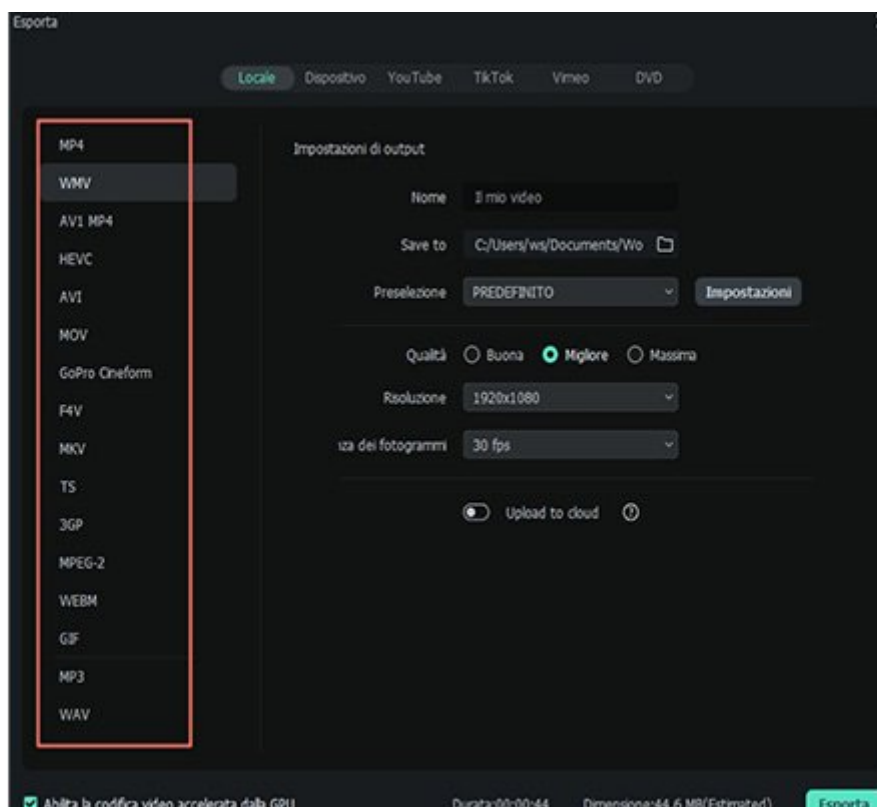 Esporta
Locale Dispositivo YouTube TikTok Vimeo DVD
MP4
WMV
AV1 MP4
HEVC
AVI
MOV
GoPro Cineform
F4V
MKV
TS
3GP
MPEG-2
WEBM
GIF
MP3
WAV
Impostazioni di output
Nome Il mio video
Save to C:/Users/ws/Documents/Wo
Preselezione PREDEFINITO Impostazioni
Qualità Buona Migliore Massima
Risoluzione 1920x1080
nza dei fotogrammi 30 fps
Upload to cloud
Abilita la codifica video accelerata dalla GPU Durata:00:00:44 Dimensione:44.6 MB(Estimated) Esporta